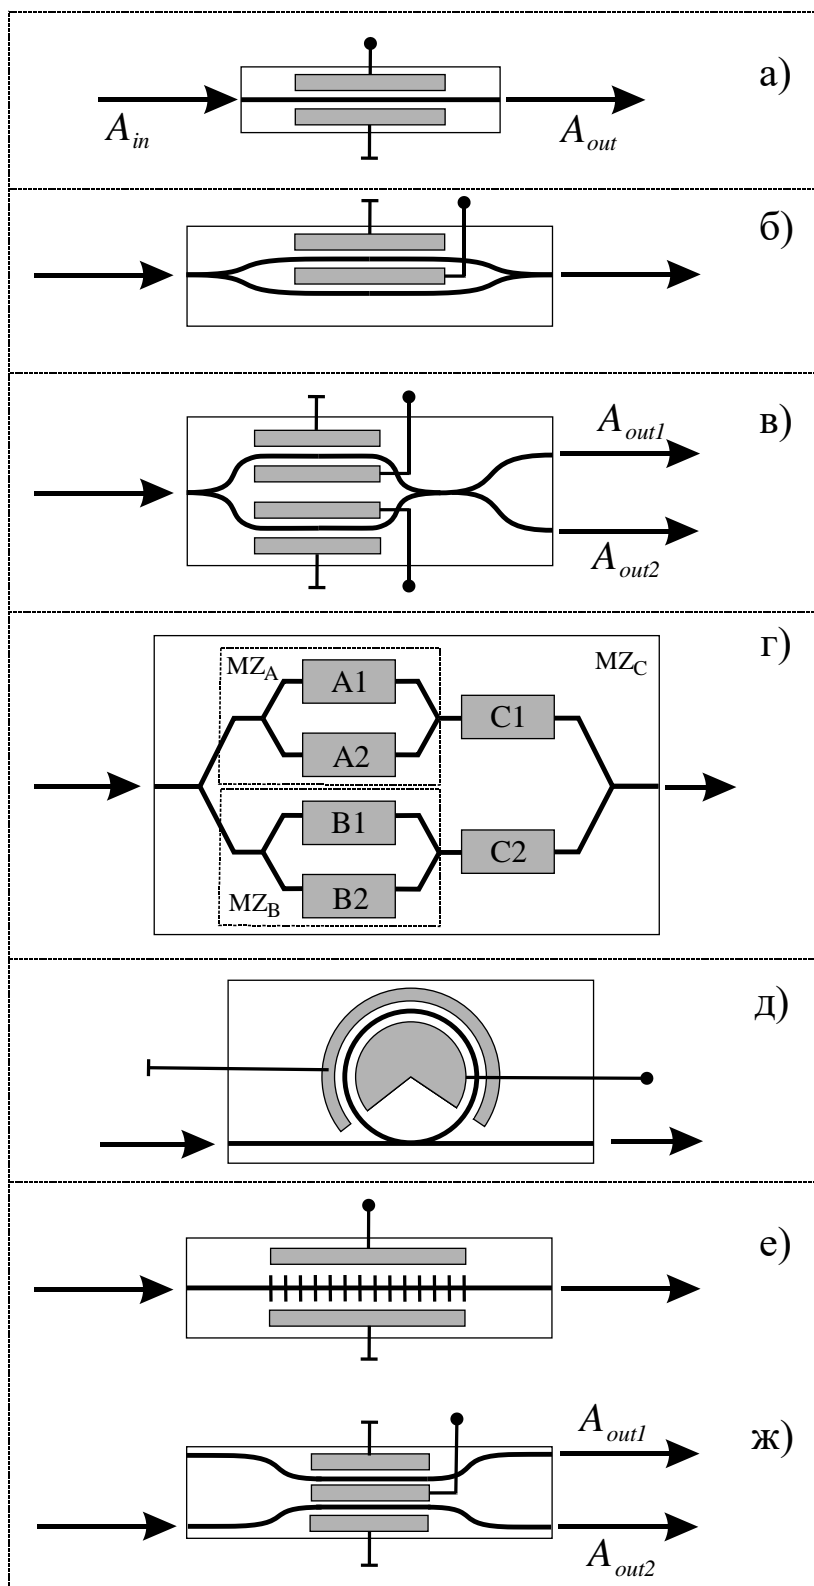 а)
A_in
A_out
б)
в)
A_out1
A_out2
г)
MZ_A
MZ_C
A1
C1
A2
B1
C2
MZ_B
B2
д)
е)
ж)
A_out1
A_out2